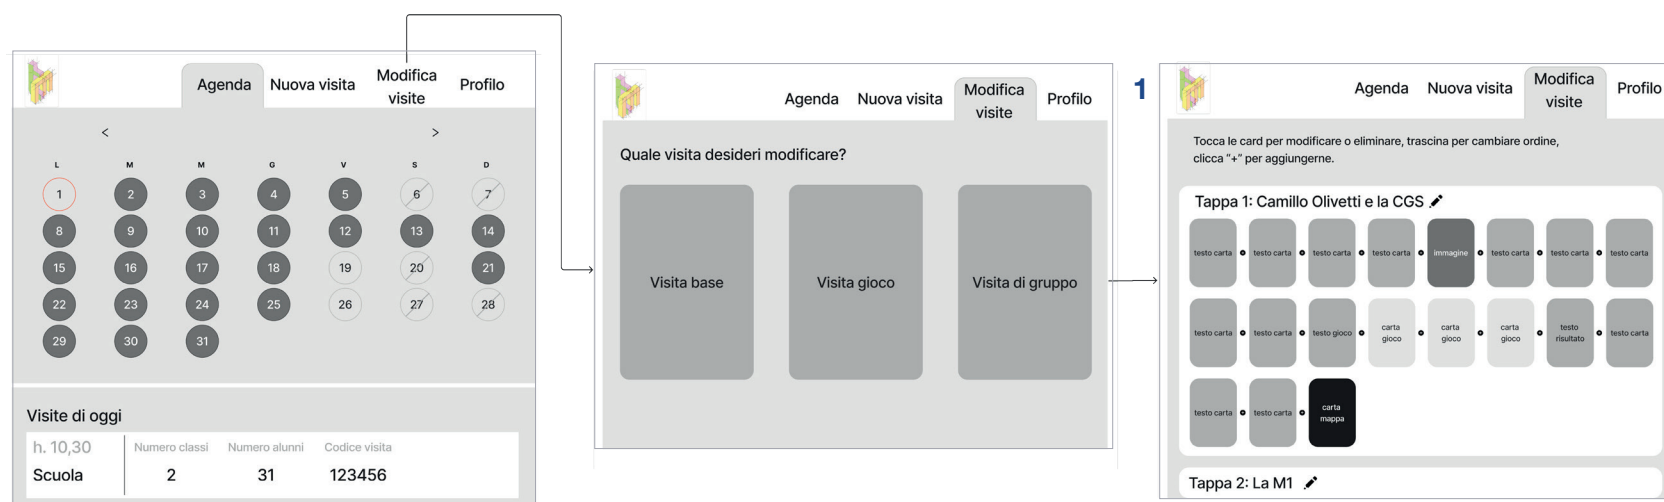 Agenda Nuova visita Modifica visite Profilo
< >
L M M G V S D
1 2 3 4 5 6 7
8 9 10 11 12 13 14
15 16 17 18 19 20 21
22 23 24 25 26 27 28
29 30 31
Visite di oggi
h. 10,30 Numero classi Numero alunni Codice visita
Scuola 2 31 123456
Agenda Nuova visita Modifica visite Profilo
Quale visita desideri modificare?
Visita base Visita gioco Visita di gruppo
1
Agenda Nuova visita Modifica visite Profilo
Tocca le card per modificare o eliminare, trascina per cambiare ordine,
clicca “+” per aggiungerne.
Tappa 1: Camillo Olivetti e la CGS
testo carta testo carta testo carta testo carta immagine testo carta testo carta testo carta
testo carta testo carta testo gioco carta gioco carta gioco carta gioco testo risultato testo carta
testo carta testo carta carta mappa
Tappa 2: La M1